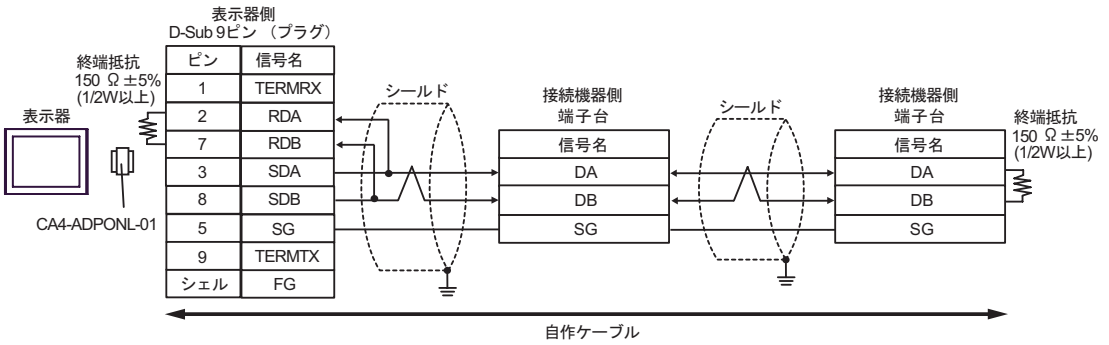 表示器側
D-Sub 9ピン （プラグ）
終端抵抗
150 Ω ±5%
(1/2W以上)
表示器
CA4-ADPONL-01
ピン 信号名
1 TERMRX
2 RDA
7 RDB
3 SDA
8 SDB
5 SG
9 TERMTX
シェル FG
シールド
接続機器側
端子台
信号名
DA
DB
SG
シールド
接続機器側
端子台
信号名
DA
DB
SG
終端抵抗
150 Ω ±5%
(1/2W以上)
自作ケーブル